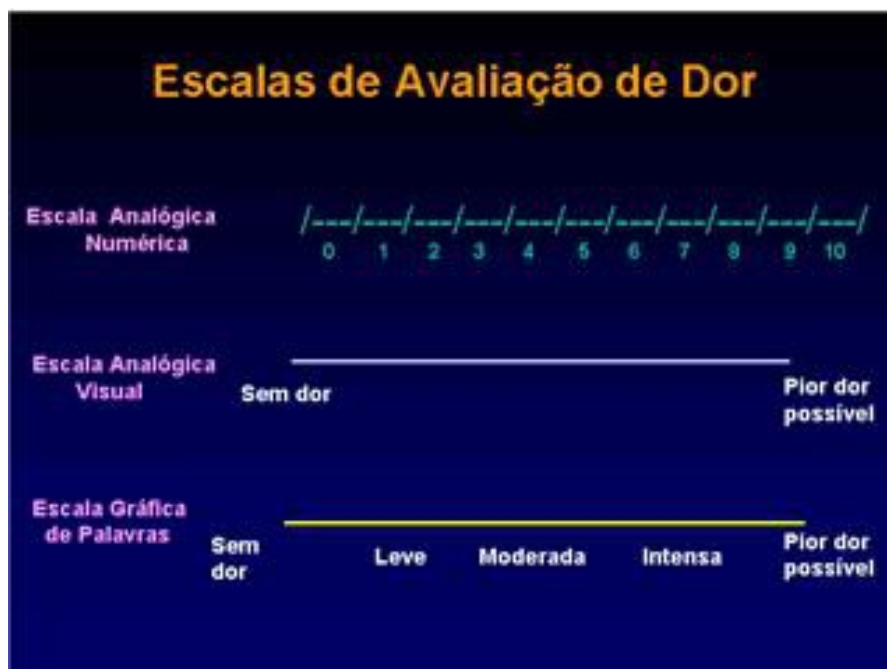 Escalas de Avaliação de Dor
Escala Analógica
Numérica
/---/---/---/---/---/---/---/---/---/---/---/
0 1 2 3 4 5 6 7 8 9 10
Escala Analógica
Visual
Sem dor
Pior dor
possível
Escala Gráfica
de Palavras
Sem
dor
Leve
Moderada
Intensa
Pior dor
possível